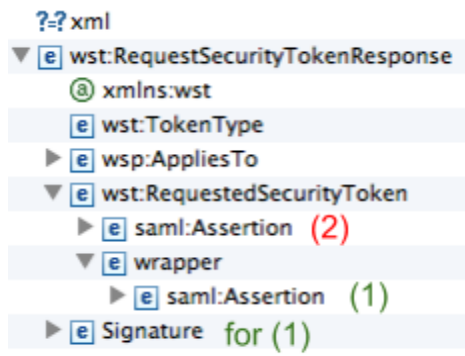 ?=? xml
e wst:RequestSecurityTokenResponse
a xmlns:wst
e wst:TokenType
e wsp:AppliesTo
e wst:RequestedSecurityToken
e saml:Assertion (2)
e wrapper
e saml:Assertion (1)
e Signature for (1)